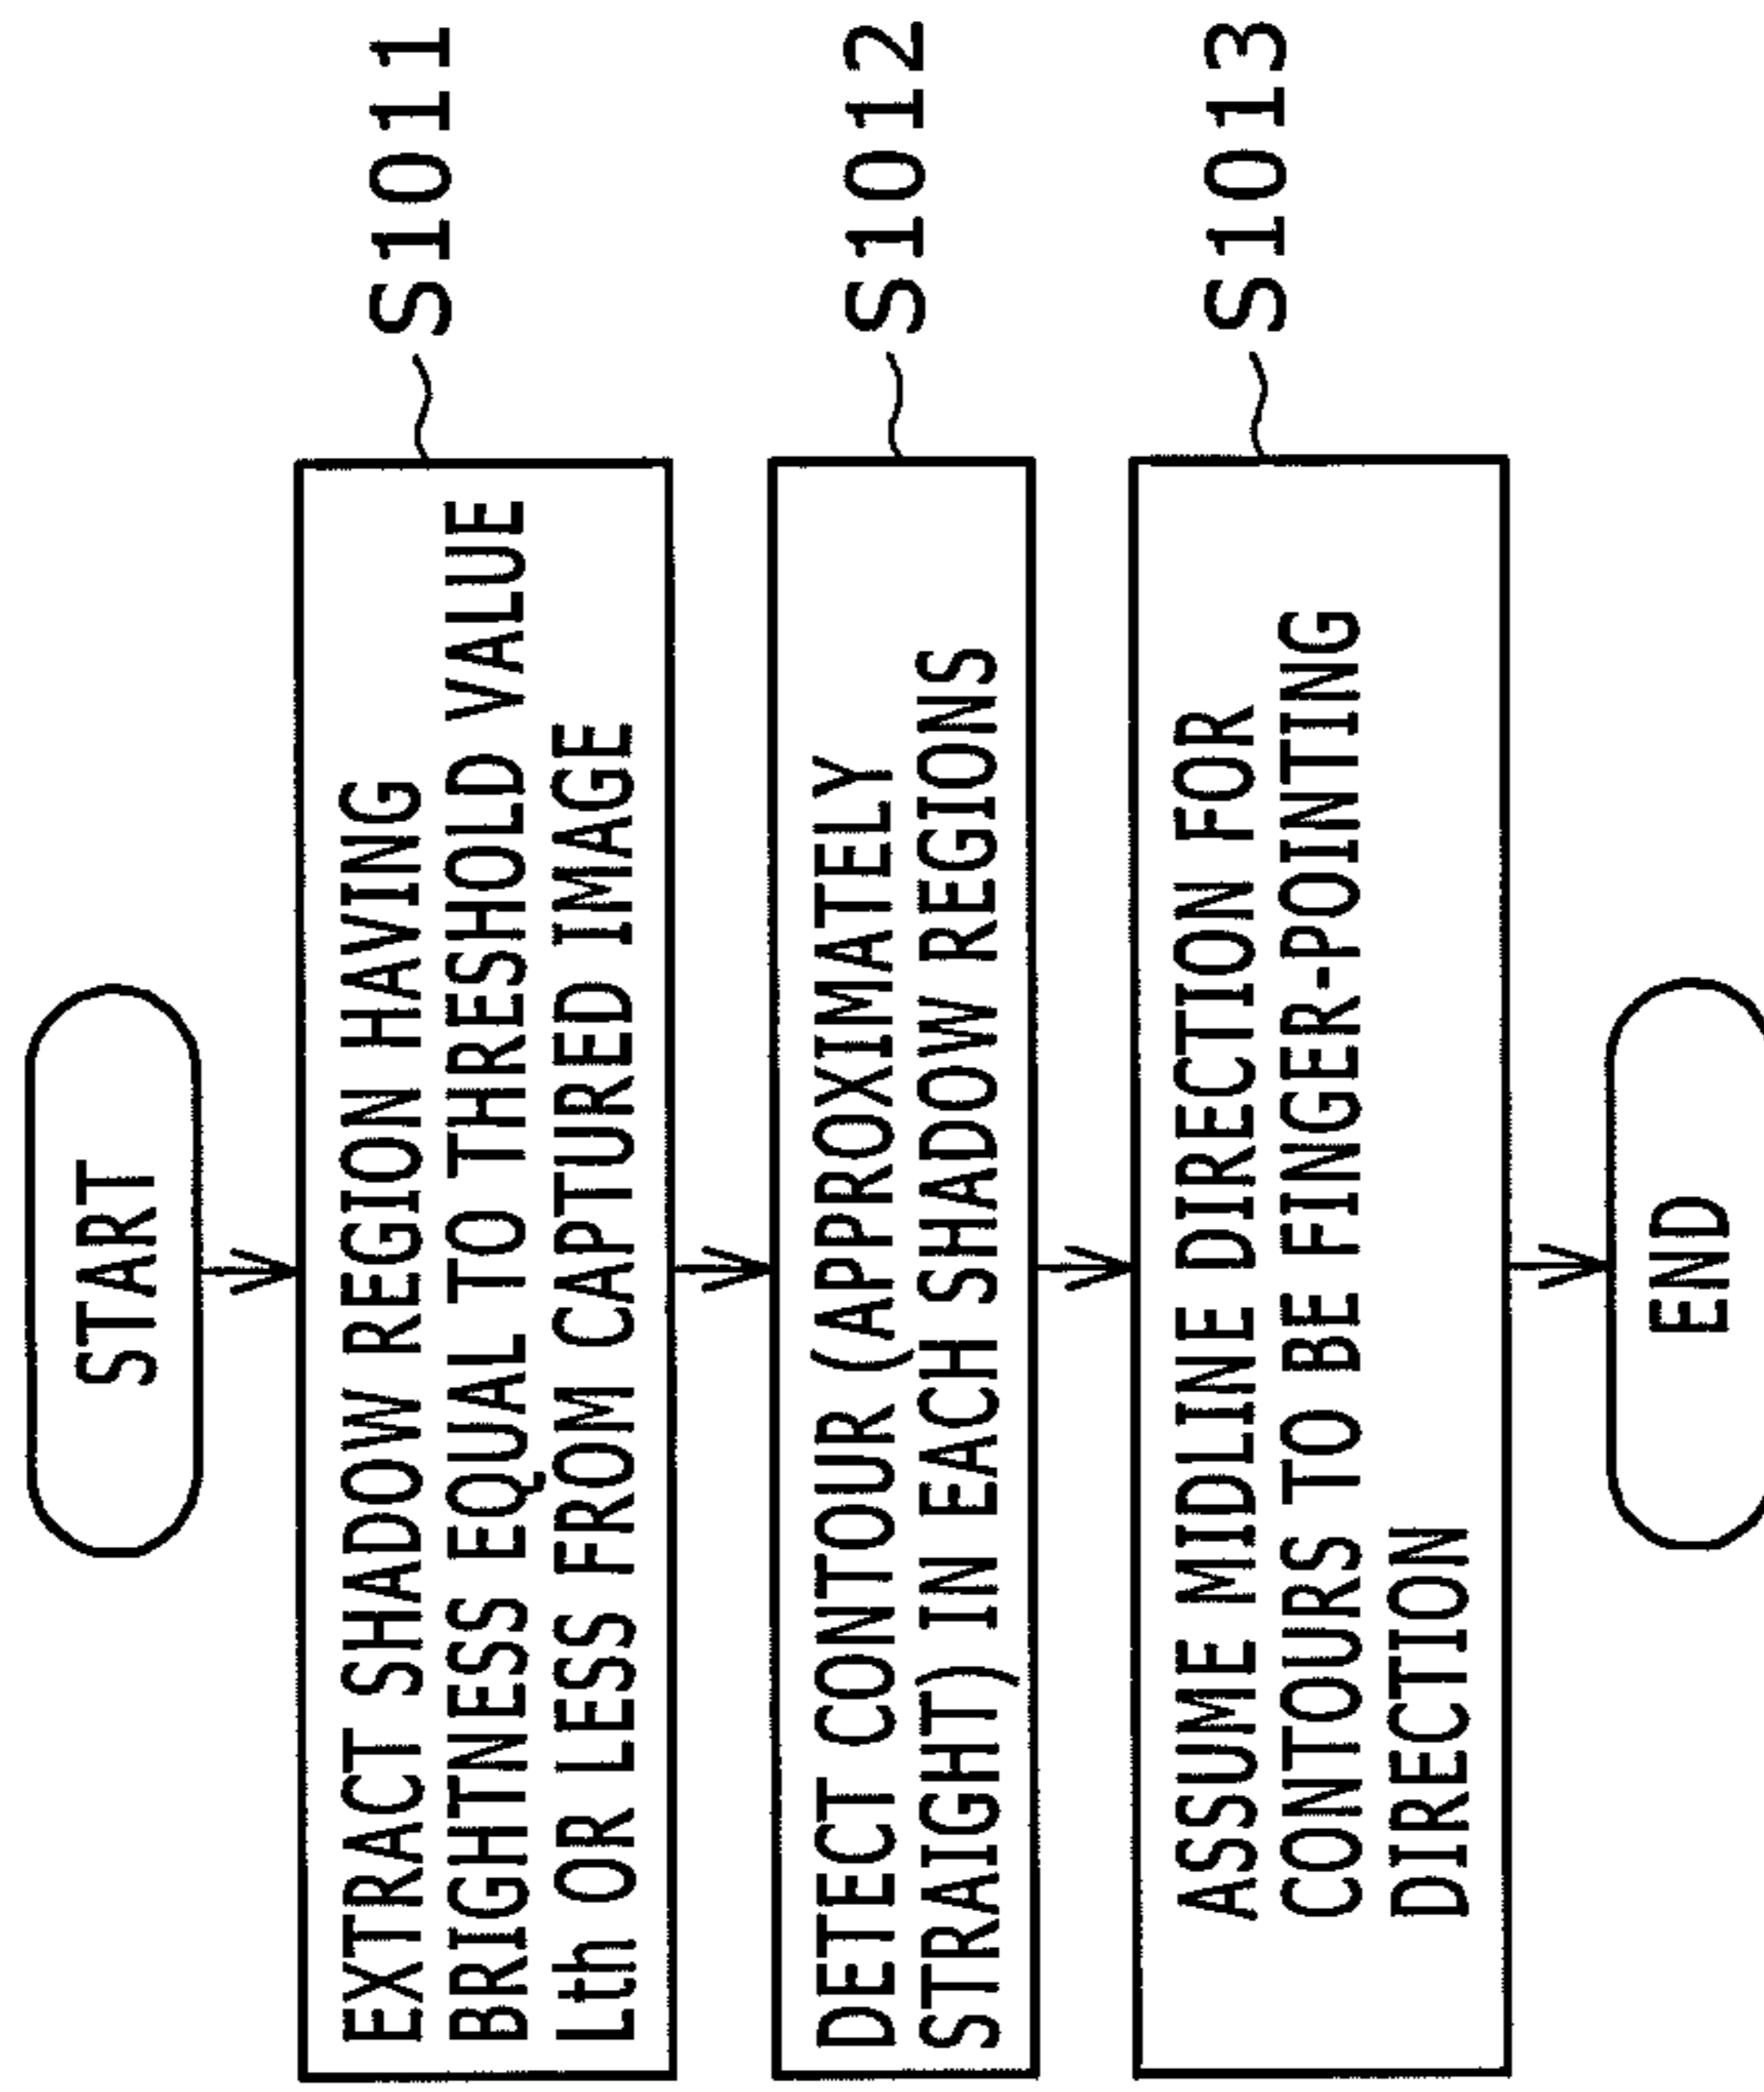 START
EXTRACT SHADOW REGION HAVING
BRIGHTNESS EQUAL TO THRESHOLD VALUE
Lth OR LESS FROM CAPTURED IMAGE
S1011
DETECT CONTOUR (APPROXIMATELY
STRAIGHT) IN EACH SHADOW REGIONS
S1012
ASSUME MIDLINE DIRECTION FOR
CONTOURS TO BE FINGER-POINTING
DIRECTION
S1013
END